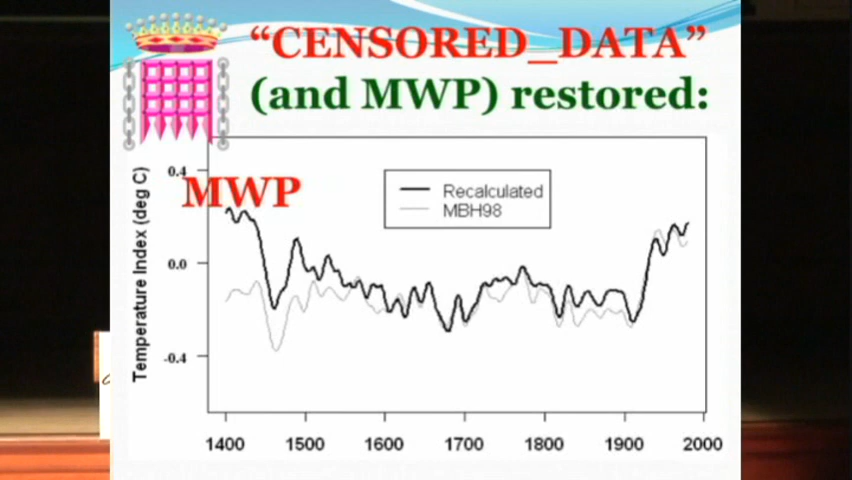 “CENSORED_DATA”
(and MWP) restored:
MWP
Recalculated
MBH98
Temperature Index (deg C)
0.4
0.0
-0.4
1400 1500 1600 1700 1800 1900 2000